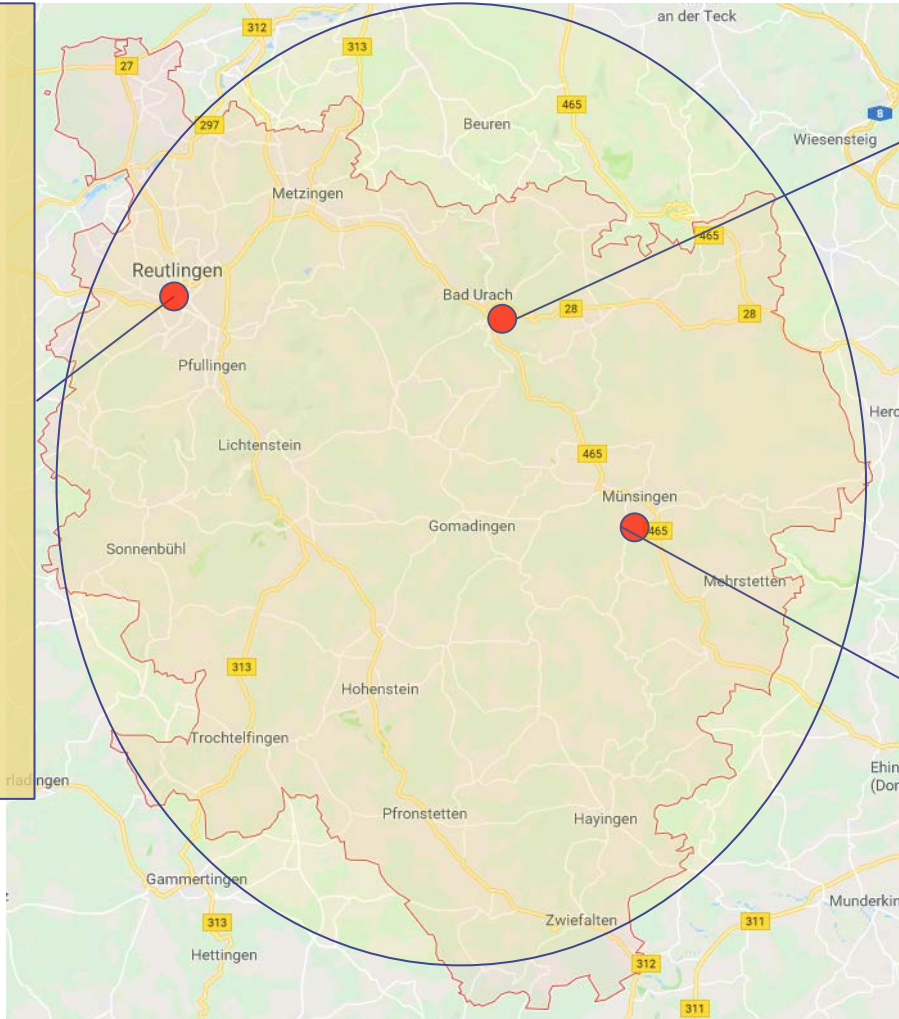 an der Teck
312
313
27
465
8
297
Beuren
Wiesensteig
Metzingen
465
Reutlingen
Bad Urach
28
28
Pfullingen
Herc
Lichtenstein
465
Münsingen
Gomadingen
465
Sonnenbühl
Mehrstetten
313
Hohenstein
Trochtelfingen
rladingen
Ehin
(Dor
Pfronstetten
Hayingen
Gammertingen
Munderkin
313
Zwiefalten
311
Hettingen
312
311